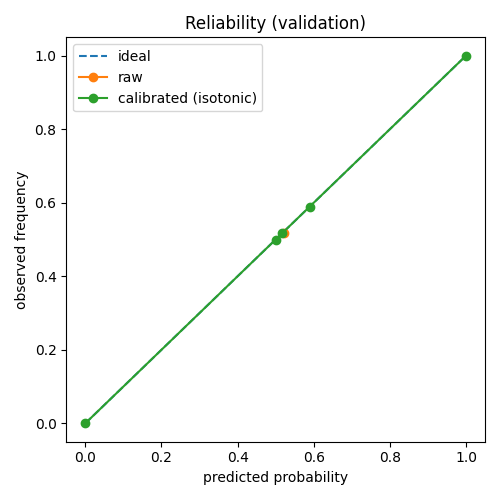 Reliability (validation)
ideal
raw
calibrated (isotonic)
1.0
0.8
0.6
0.4
0.2
0.0
observed frequency
0.0 0.2 0.4 0.6 0.8 1.0
predicted probability